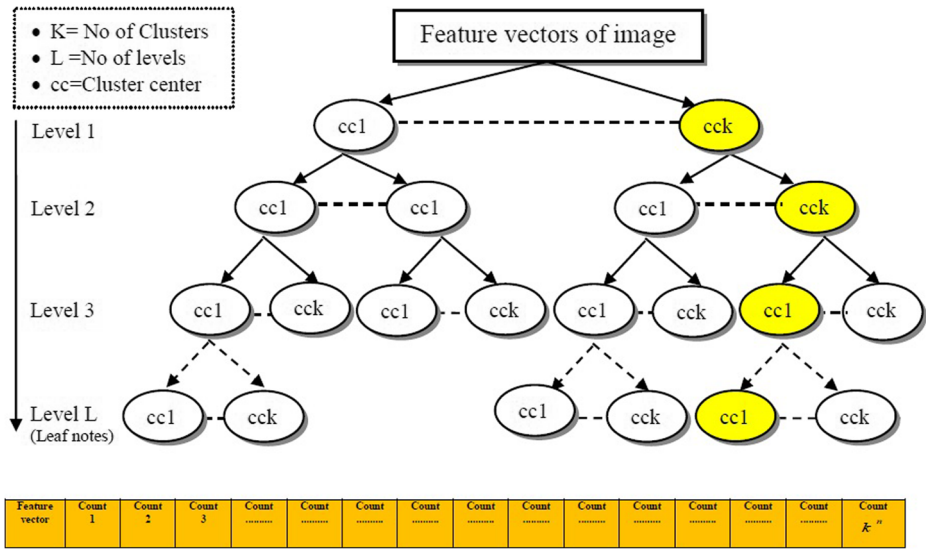 • K= No of Clusters
• L =No of levels
• cc=Cluster center
Feature vectors of image
Level 1
cc1
cck
Level 2
cc1
cc1
cc1
cck
Level 3
cc1
cck
cc1
cck
cc1
cck
cc1
cck
Level L
(Leaf notes)
cc1
cck
cc1
cck
cc1
cck
Feature vector
Count 1
Count 2
Count 3
Count ..........
Count ..........
Count ..........
Count ..........
Count ..........
Count ..........
Count ..........
Count ..........
Count ..........
Count ..........
Count ..........
Count k ⁿ